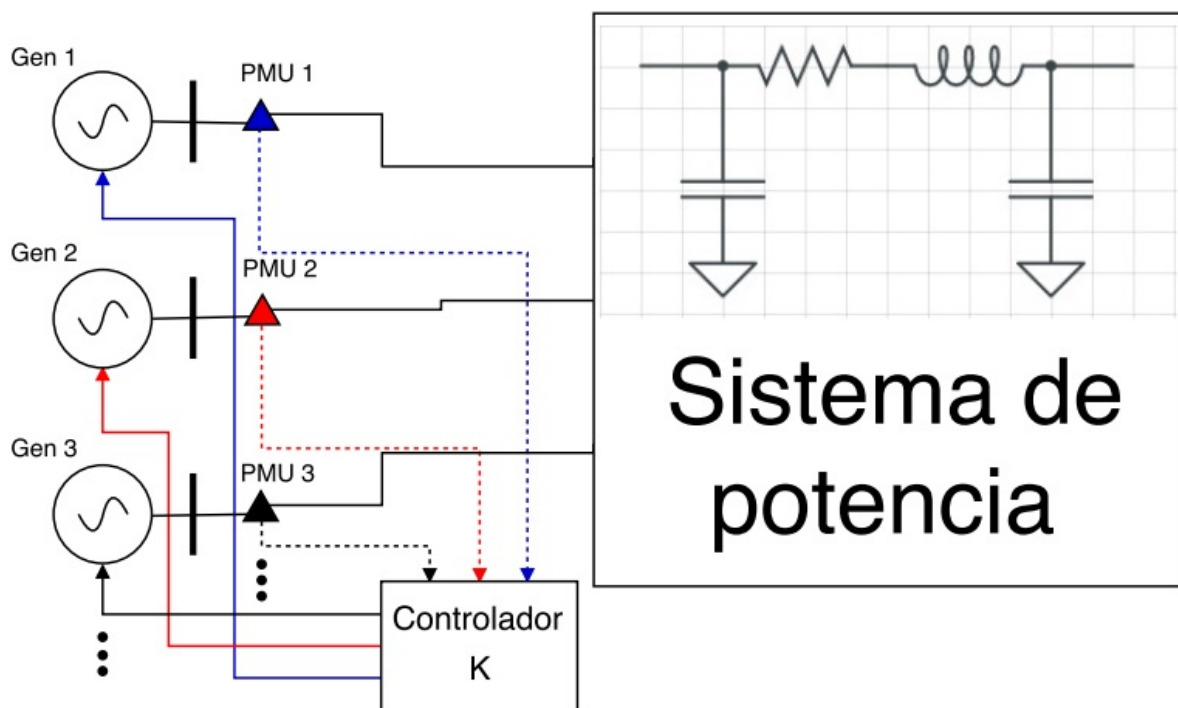 Gen 1
PMU 1
Gen 2
PMU 2
Gen 3
PMU 3
Controlador
K
Sistema de
potencia